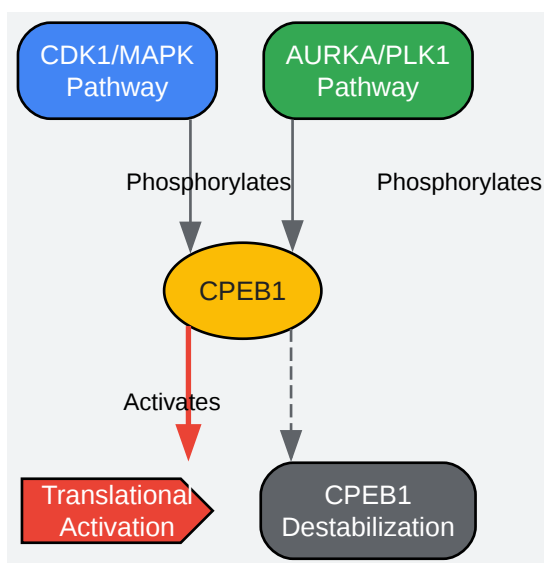 CDK1/MAPK
Pathway
AURKA/PLK1
Pathway
Phosphorylates
Phosphorylates
CPEB1
Activates
Translational
Activation
CPEB1
Destabilization